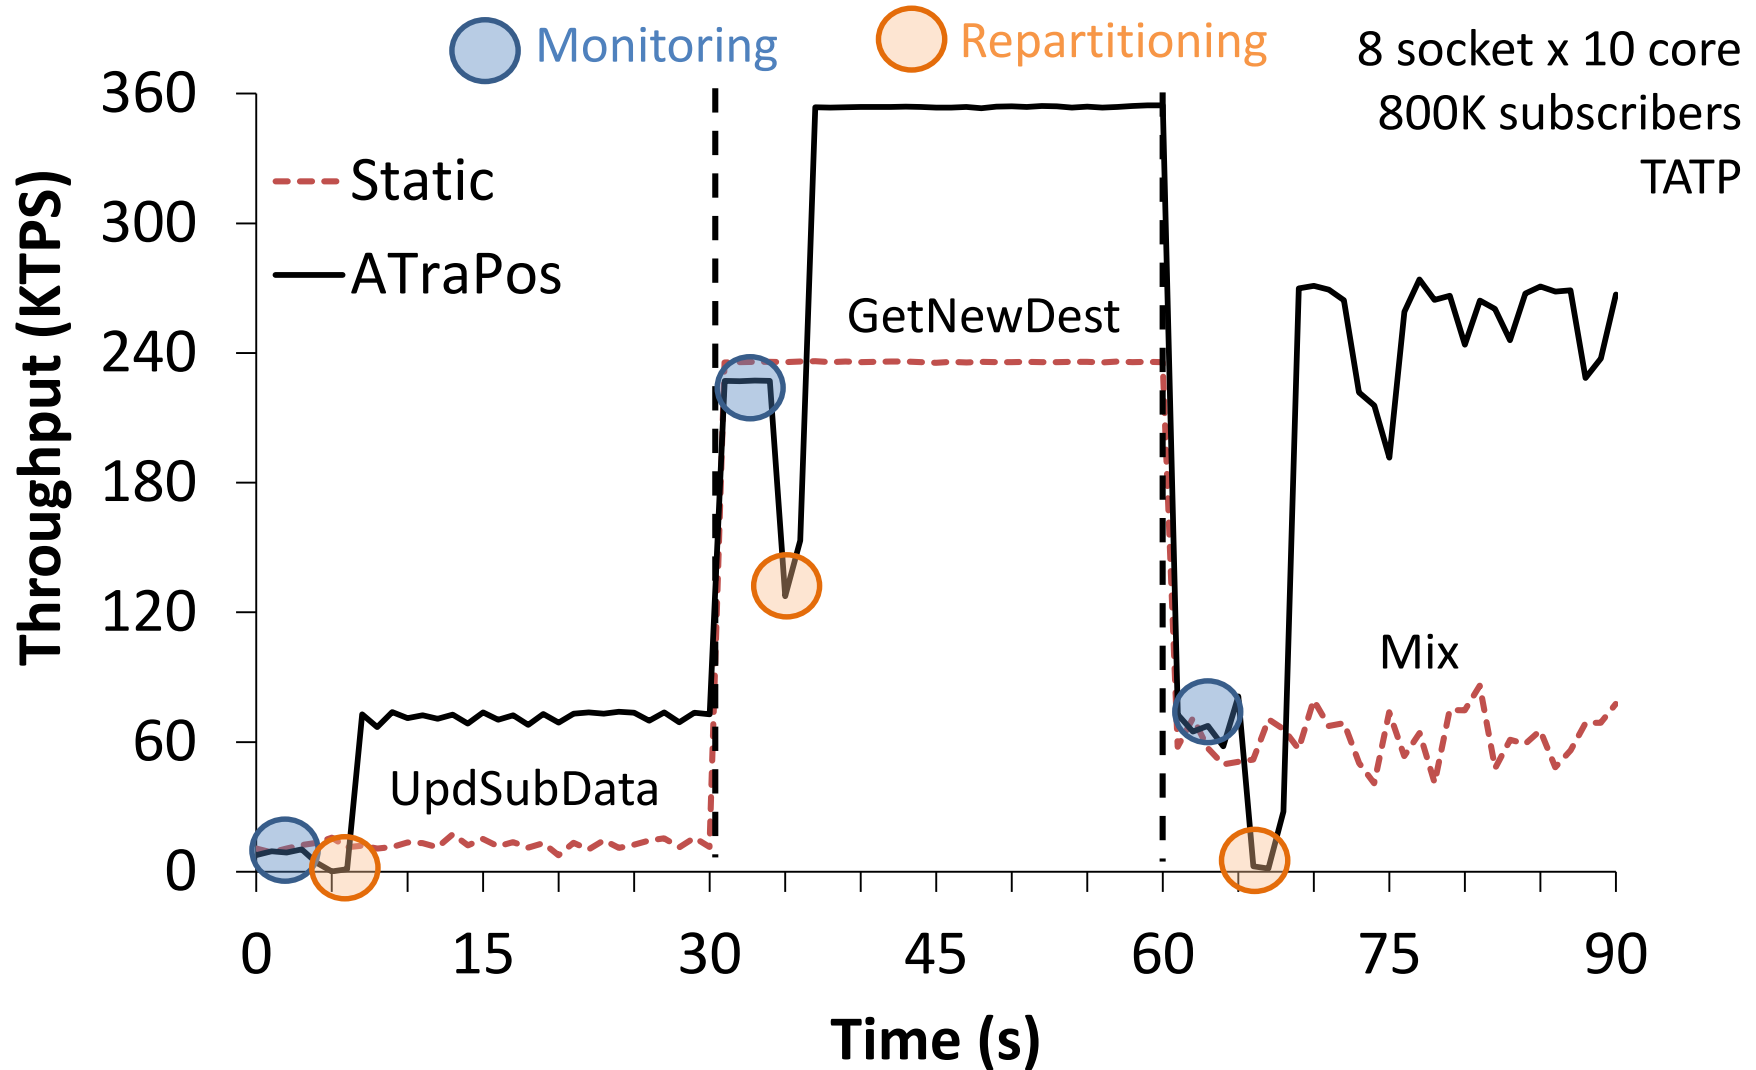 Monitoring
Repartitioning
8 socket x 10 core
800K subscribers
TATP
Static
ATraPos
Throughput (KTPS)
360
300
240
180
120
60
0
GetNewDest
UpdSubData
Mix
0 15 30 45 60 75 90
Time (s)